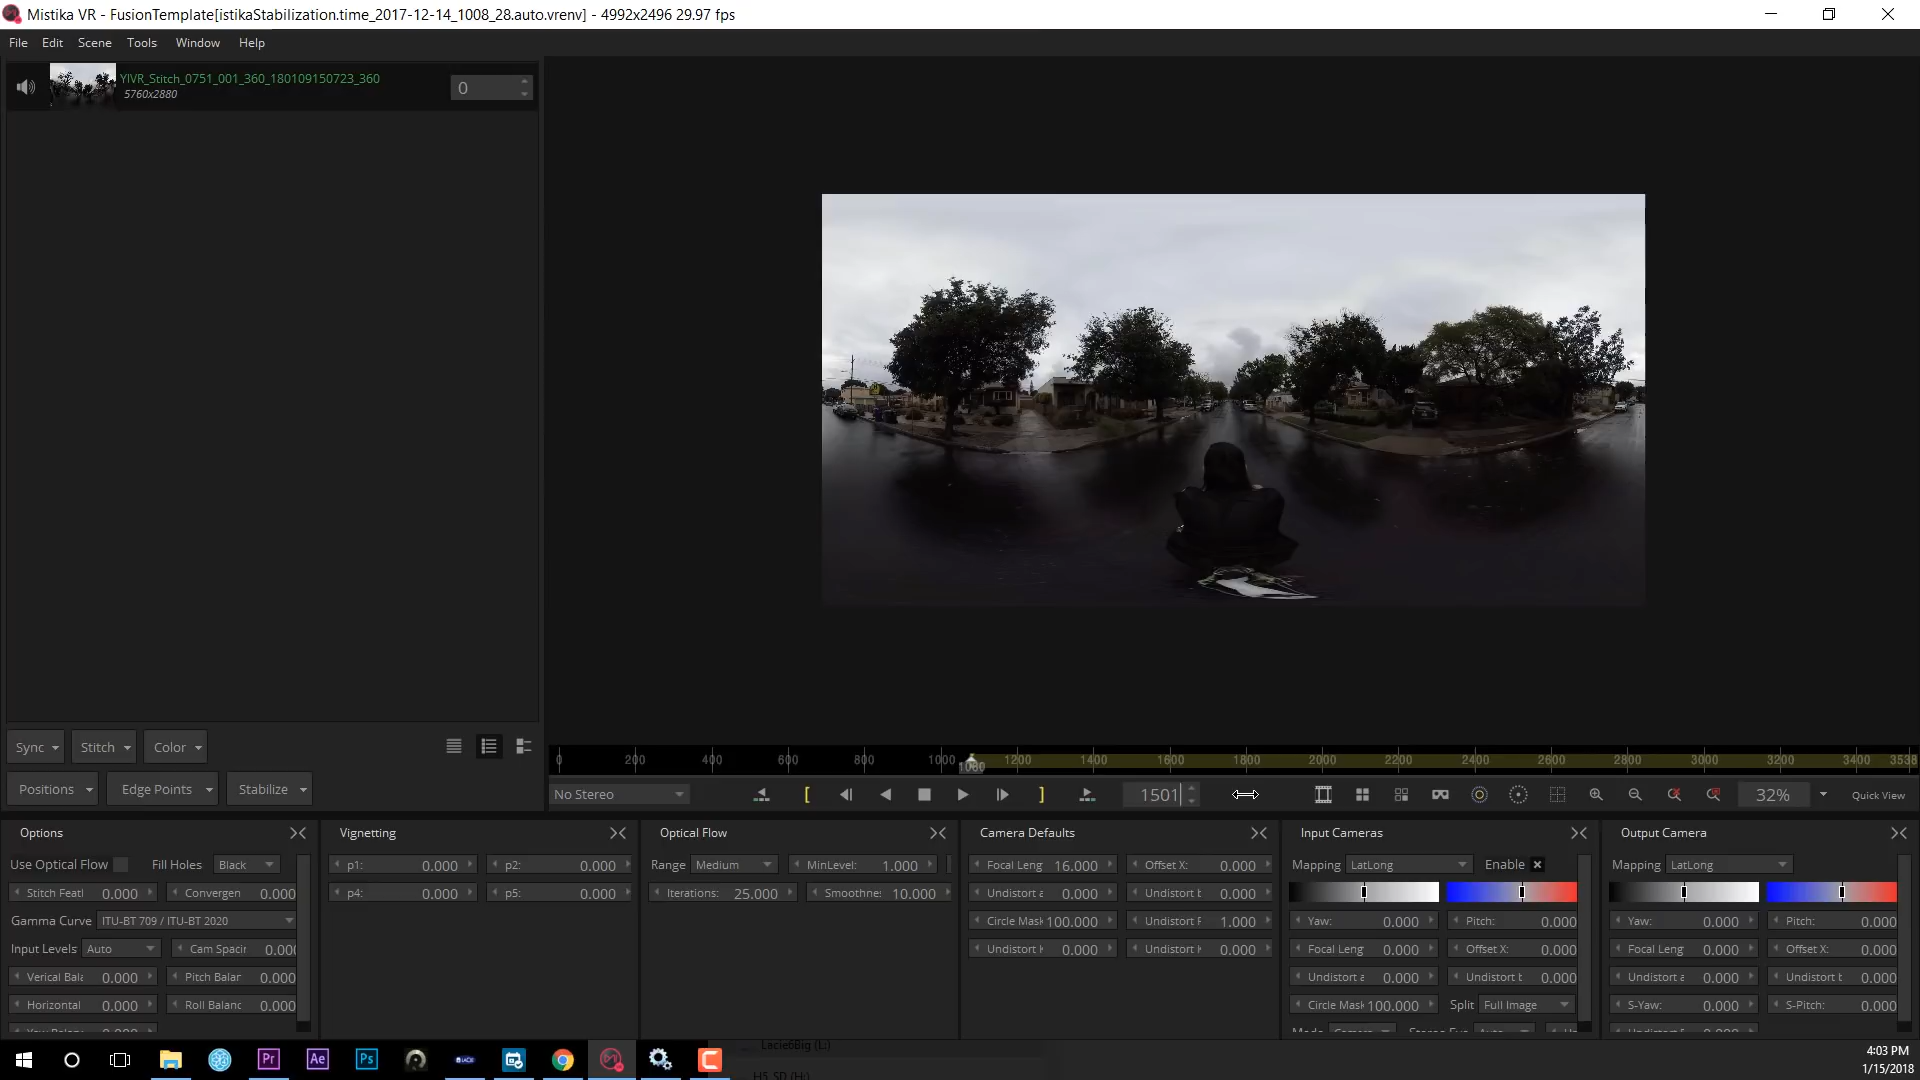 Mistika VR - FusionTemplate[istikaStabilization.time_2017-12-14_1008_28.auto.vrenv] - 4992x2496 29.97 fps
File Edit Scene Tools Window Help
YIVR_Stitch_0751_001_360_180109150723_360
5760x2880
0
0 200 400 600 800 1000 1080 1200 1400 1600 1800 2000 2200 2400 2600 2800 3000 3200 3400 3538
Sync Stitch Color
Positions Edge Points Stabilize
No Stereo [ ] 1501 32% Quick View
Options Vignetting Optical Flow Camera Defaults Input Cameras Output Camera
Use Optical Flow Fill Holes Black p1: 0.000 p2: 0.000 Range Medium MinLevel: 1.000 Focal Leng 16.000 Offset X: 0.000 Mapping LatLong Enable Mapping LatLong
Stitch Featl 0.000 Convergen 0.000 p4: 0.000 p5: 0.000 Iterations: 25.000 Smoothne: 10.000 Undistort a 0.000 Undistort b 0.000
Gamma Curve ITU-BT 709 / ITU-BT 2020 Circle Mask 100.000 Undistort F 1.000 Yaw: 0.000 Pitch: 0.000 Yaw: 0.000 Pitch: 0.000
Input Levels Auto Cam Spacir 0.000 Undistort 0.000 Undistort 0.000 Focal Leng 0.000 Offset X: 0.000 Focal Leng 0.000 Offset X: 0.000
Verical Bala 0.000 Pitch Balar 0.000 Undistort a 0.000 Undistort b 0.000 Undistort a 0.000 Undistort b 0.000
Horizontal 0.000 Roll Balanc 0.000 Circle Mask 100.000 Split Full Image S-Yaw: 0.000 S-Pitch: 0.000
Lacie6Big (L:)
H5_SD (H:)
Pr Ae Ps
4:03 PM
1/15/2018